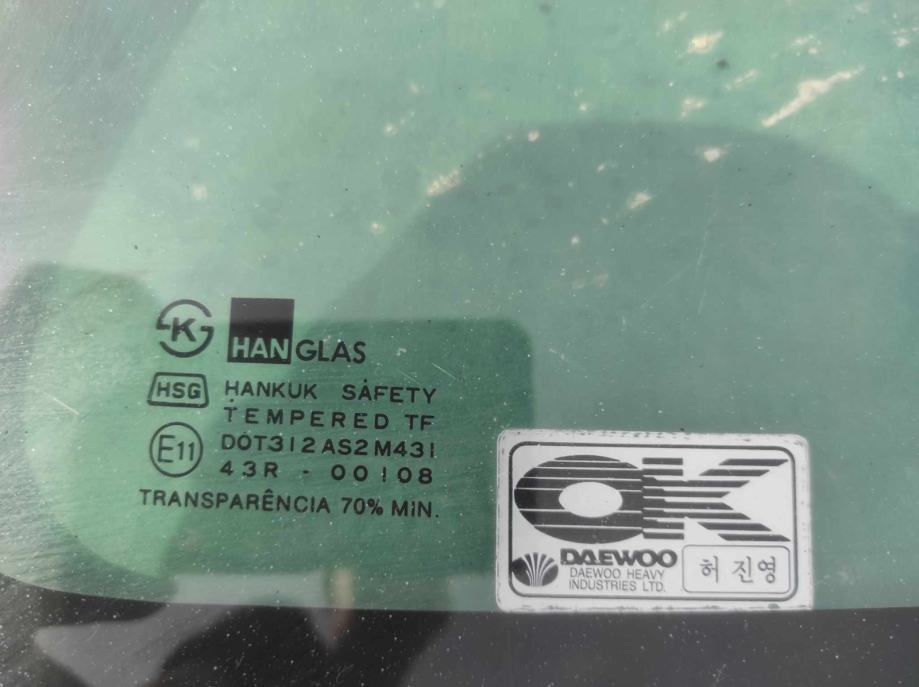 K
HANGLAS
HSG HANKUK SAFETY
TEMPERED TF
E11 DOT312 AS2 M431
43R - 00108
TRANSPARÊNCIA 70% MIN.
OK
DAEWOO
DAEWOO HEAVY
INDUSTRIES LTD.
허 진영